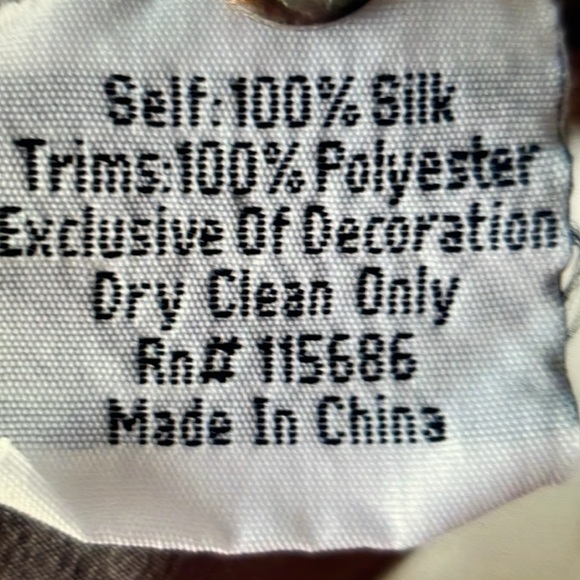 Self:100% Silk
Trims:100% Polyester
Exclusive Of Decoration
Dry Clean Only
Rn# 115686
Made In China